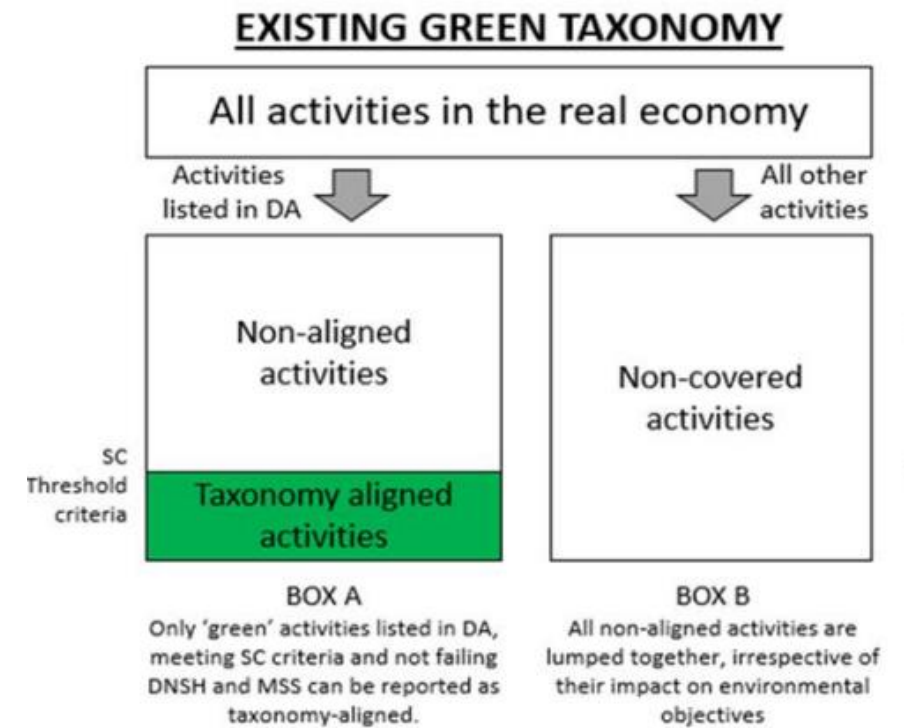 EXISTING GREEN TAXONOMY
All activities in the real economy
Activities
listed in DA
All other
activities
Non-aligned
activities
Non-covered
activities
SC
Threshold
criteria
Taxonomy aligned
activities
BOX A
Only ‘green’ activities listed in DA,
meeting SC criteria and not failing
DNSH and MSS can be reported as
taxonomy-aligned.
BOX B
All non-aligned activities are
lumped together, irrespective of
their impact on environmental
objectives